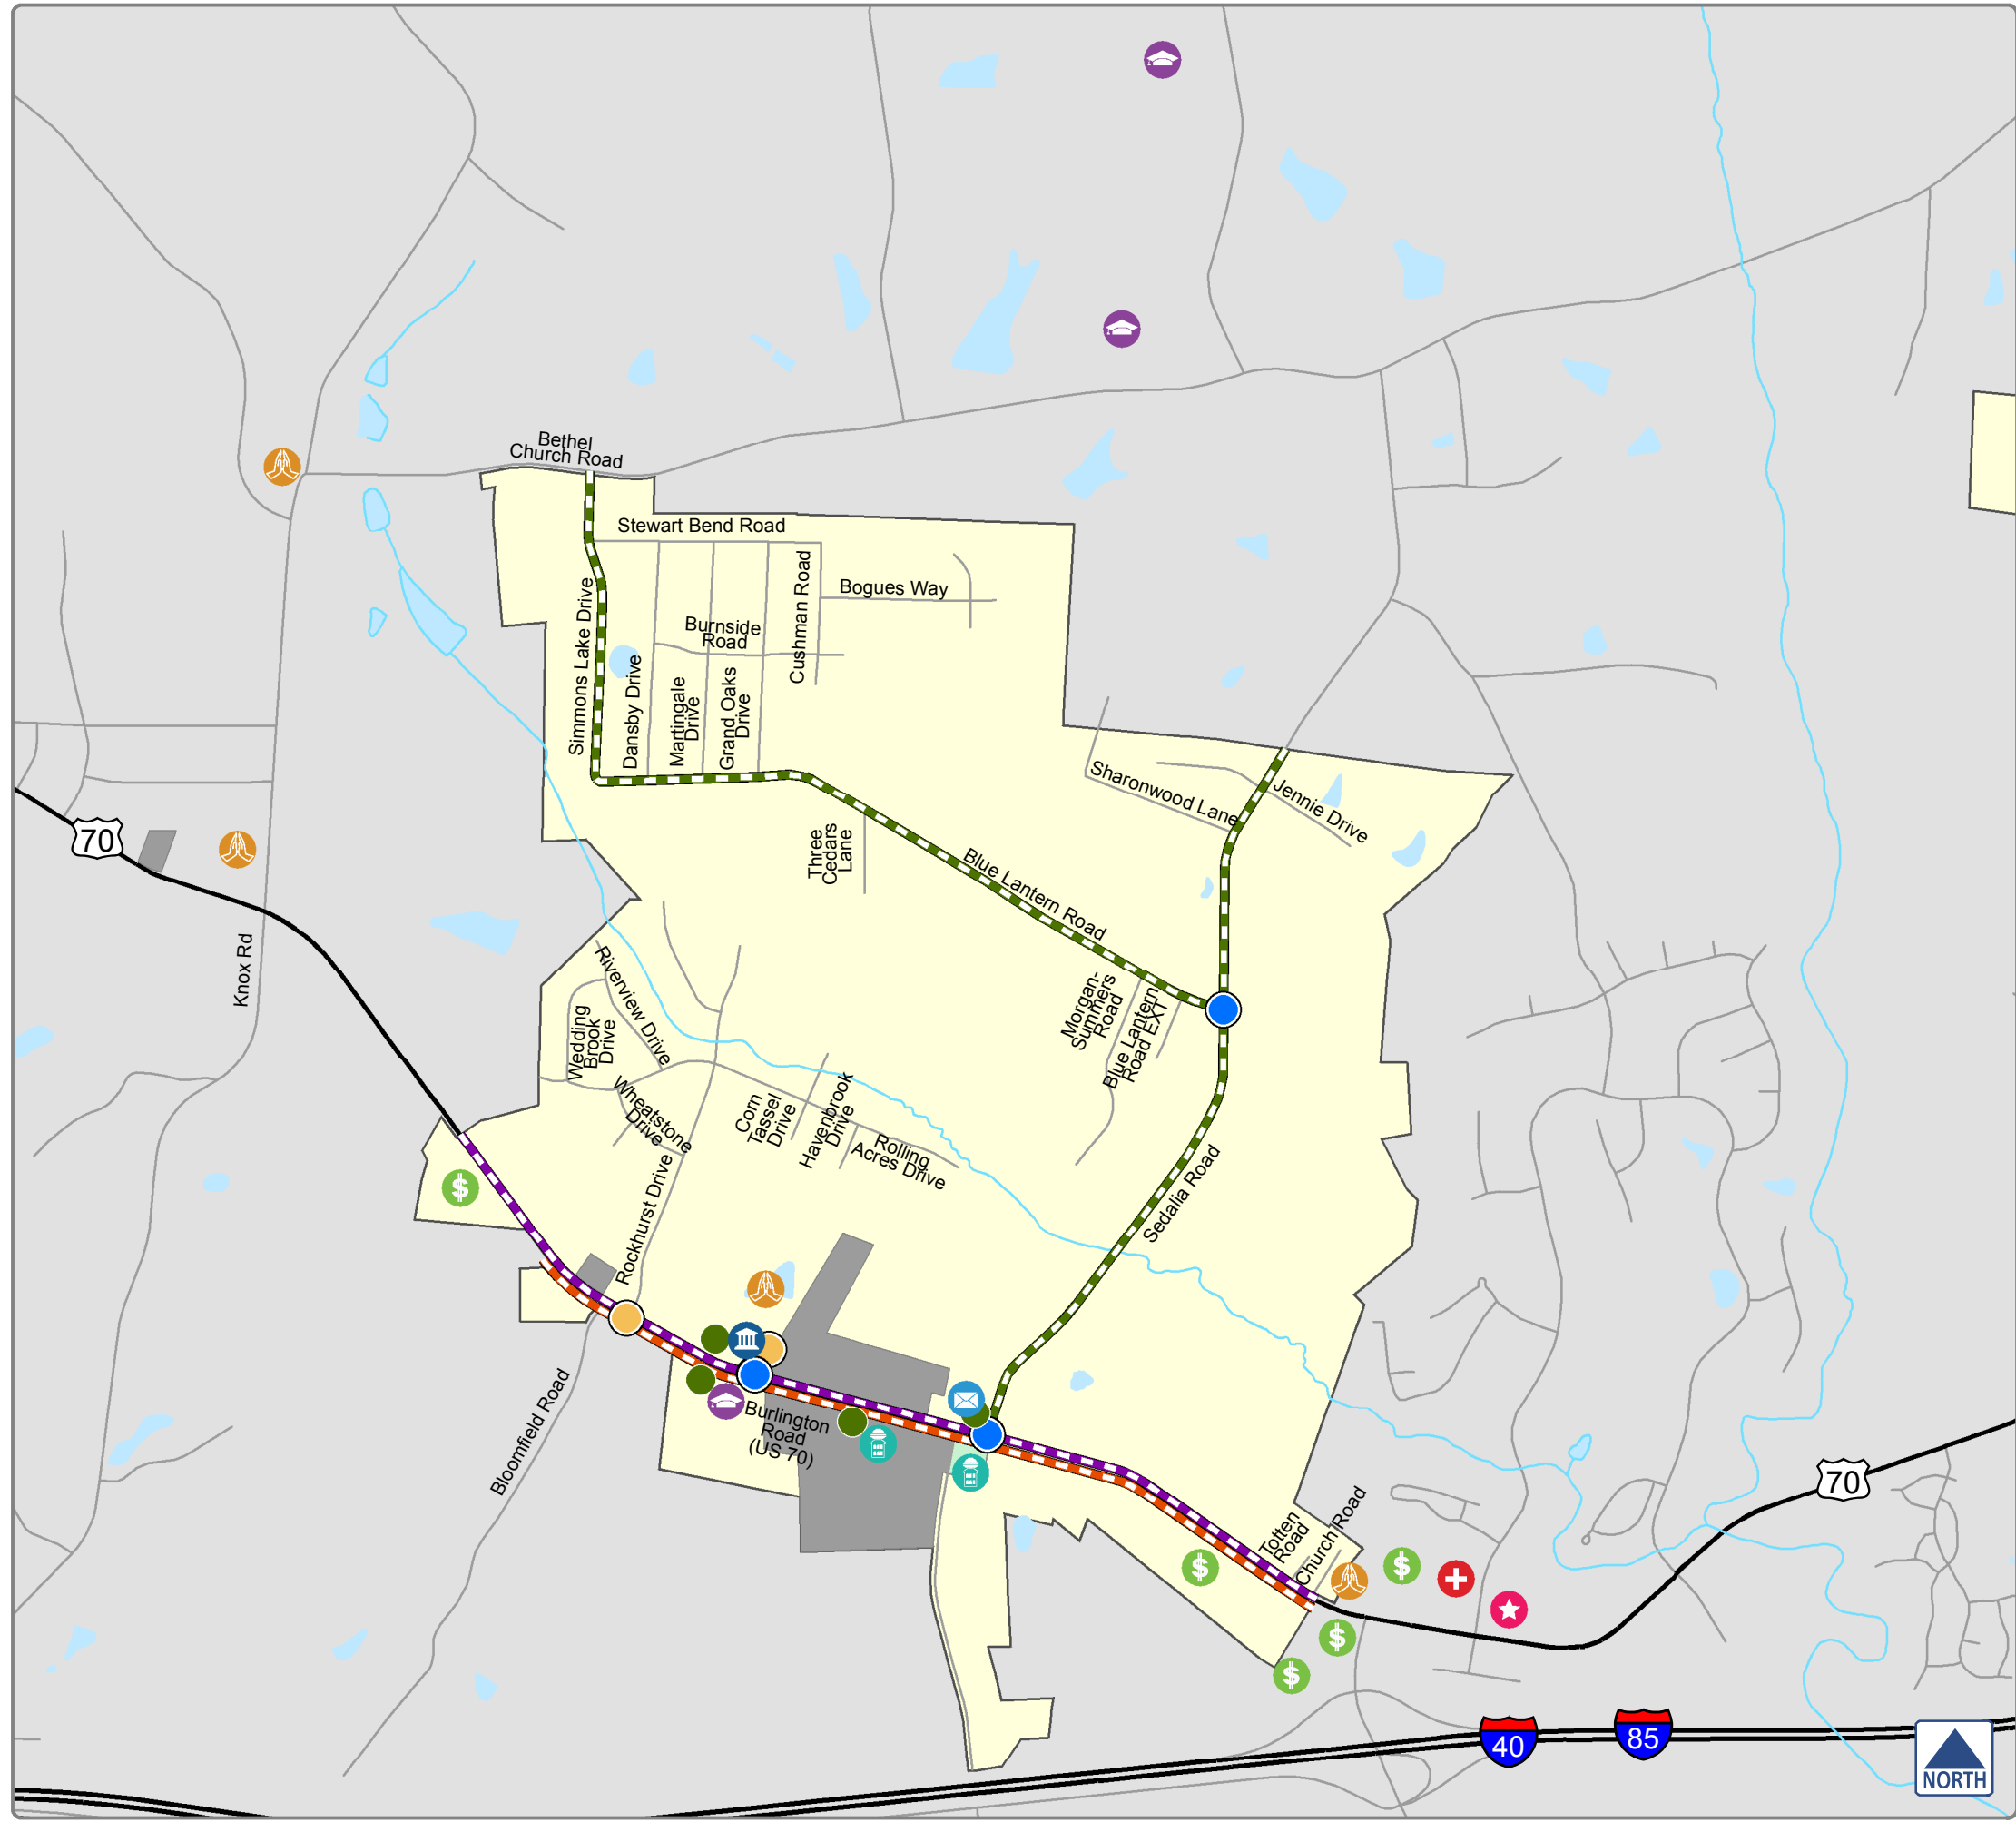 Bethel
Church Road
Stewart Bend Road
Bogues Way
Cushman Road
Burnside
Road
Simmons Lake Drive
Dansby Drive
Martingale
Drive
Grand Oaks
Drive
Sharonwood Lane
Jennie Drive
Three
Cedars
Lane
Blue Lantern Road
70
Knox Rd
Riverview Drive
Wedding
Brook
Drive
Morgan-
Summers
Road
Blue Lantern
Road EXT
Wheatstone
Drive
Corn
Tassel
Drive
Havenbrook
Drive
Rolling
Acres Drive
Sedalia Road
Rockhurst Drive
Bloomfield Road
Burlington
Road
(US 70)
Totten
Road
Church Road
70
40
85
NORTH